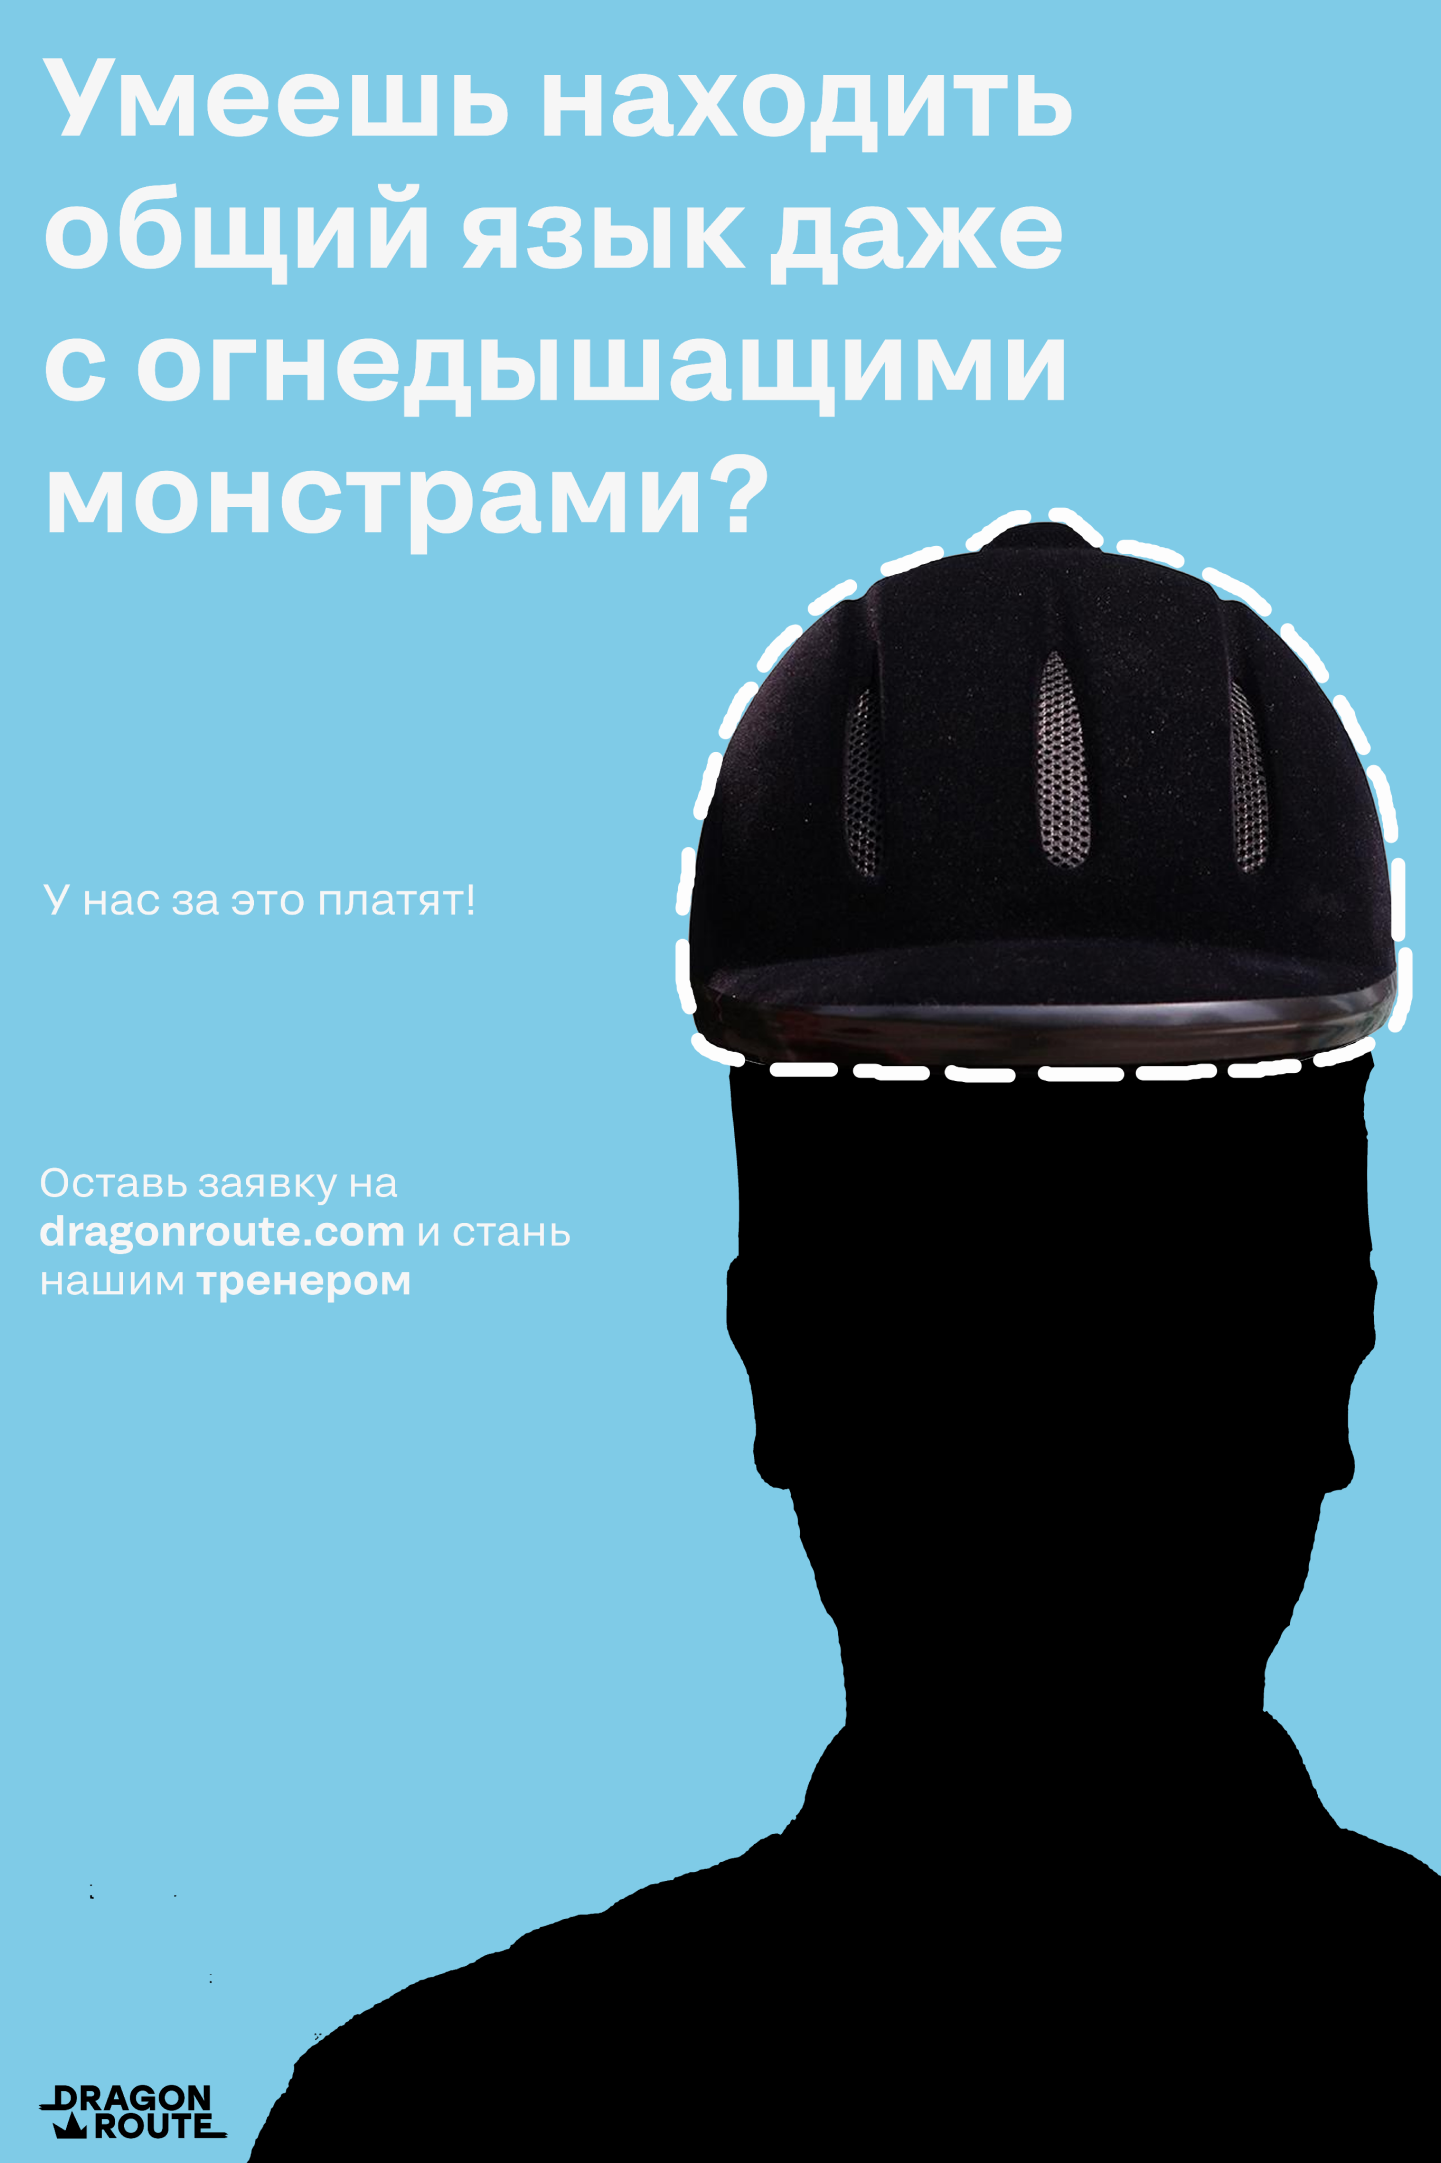 Умеешь находить
общий язык даже
с огнедышащими
монстрами?
У нас за это платят!
Оставь заявку на
dragonroute.com и стань
нашим тренером
DRAGON
ROUTE